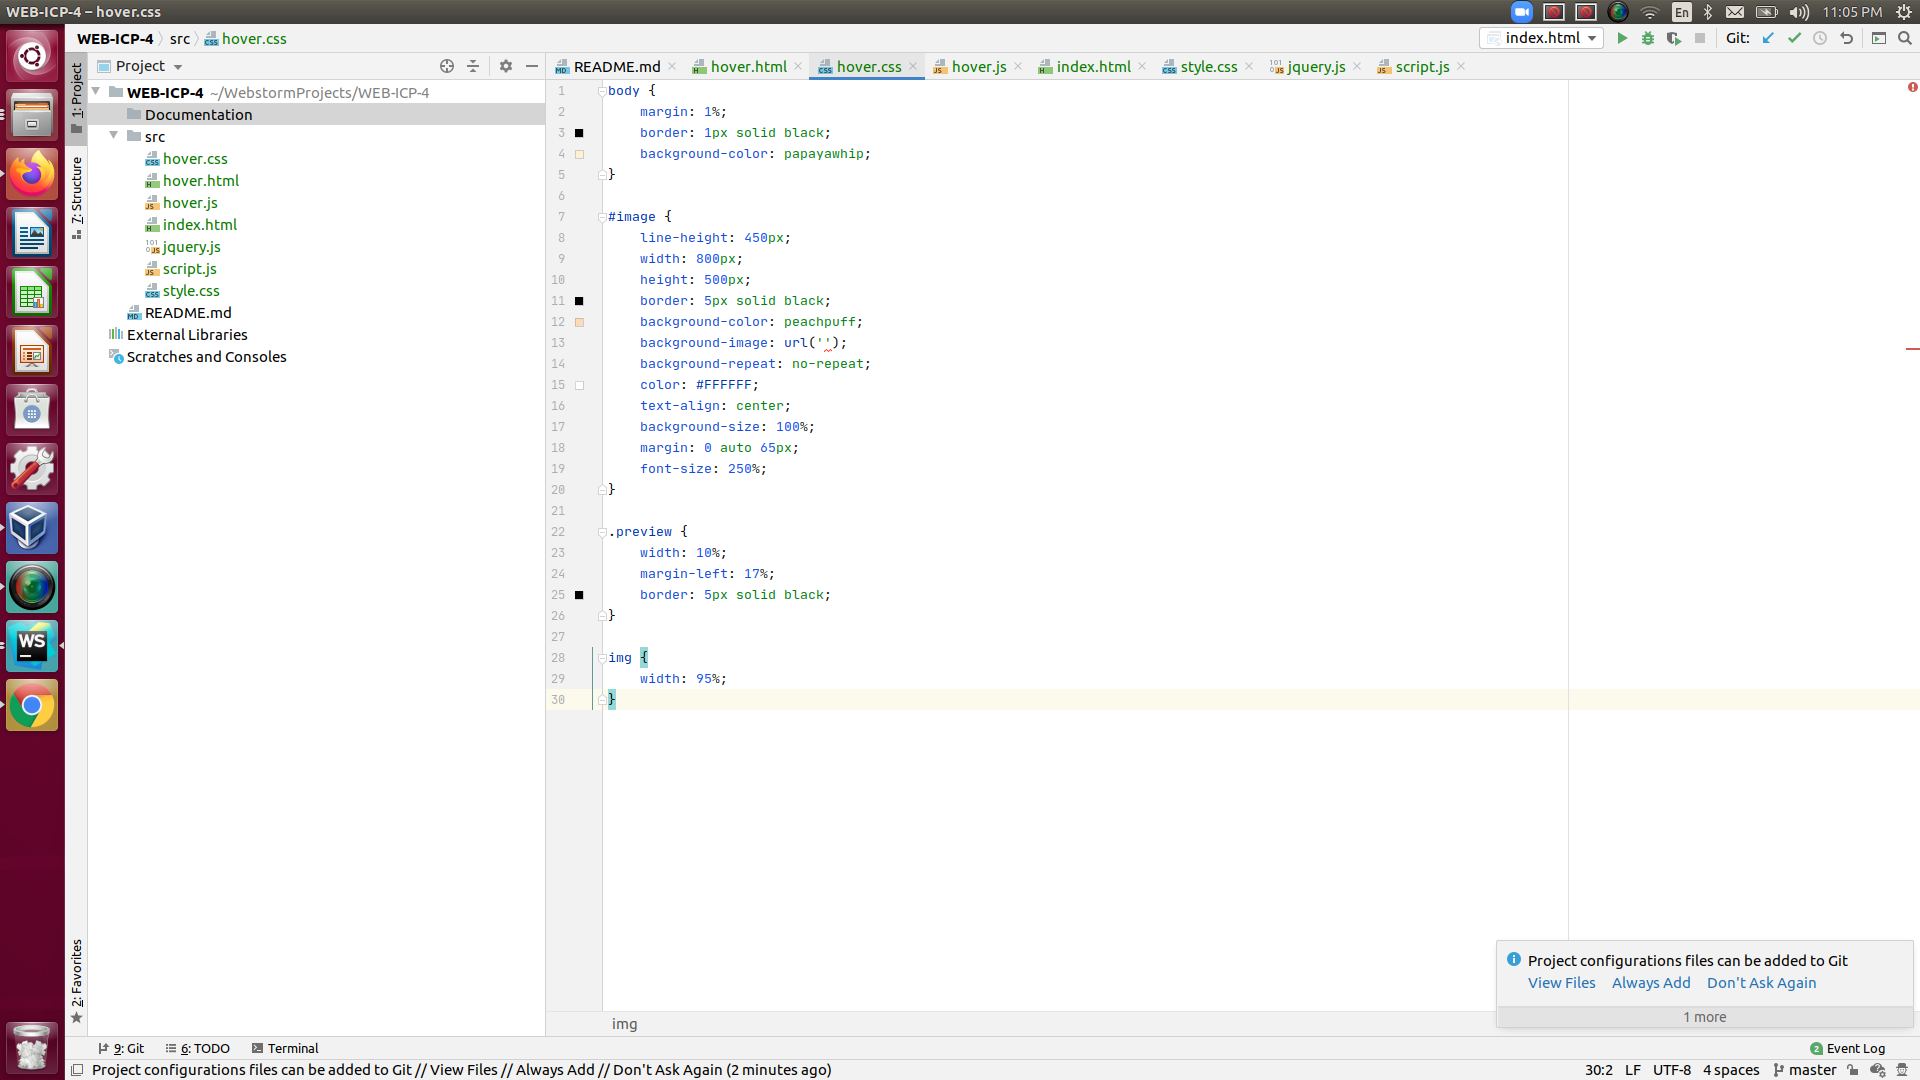 WEB-ICP-4 – hover.css
En
11:05 PM
WEB-ICP-4
src
hover.css
index.html
Git:
1: Project
Project
README.md
hover.html
hover.css
hover.js
index.html
style.css
jquery.js
script.js
WEB-ICP-4 ~/WebstormProjects/WEB-ICP-4
Documentation
src
hover.css
hover.html
hover.js
index.html
jquery.js
script.js
style.css
README.md
External Libraries
Scratches and Consoles
7: Structure
2: Favorites
WS
1 body {
2 margin: 1%;
3 border: 1px solid black;
4 background-color: papayawhip;
5 }
6
7 #image {
8 line-height: 450px;
9 width: 800px;
10 height: 500px;
11 border: 5px solid black;
12 background-color: peachpuff;
13 background-image: url('');
14 background-repeat: no-repeat;
15 color: #FFFFFF;
16 text-align: center;
17 background-size: 100%;
18 margin: 0 auto 65px;
19 font-size: 250%;
20 }
21
22 .preview {
23 width: 10%;
24 margin-left: 17%;
25 border: 5px solid black;
26 }
27
28 img {
29 width: 95%;
30 }
Project configurations files can be added to Git
View Files Always Add Don't Ask Again
1 more
img
9: Git
6: TODO
Terminal
2 Event Log
Project configurations files can be added to Git // View Files // Always Add // Don't Ask Again (2 minutes ago)
30:2 LF UTF-8 4 spaces master